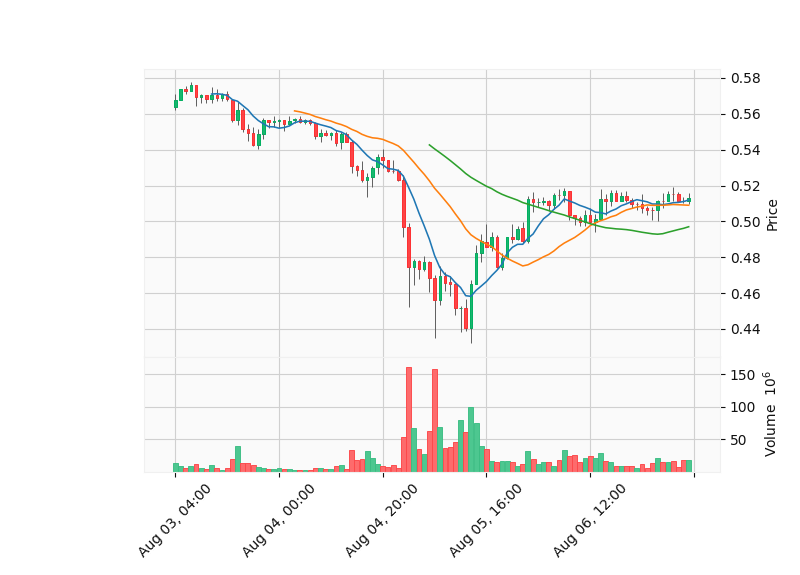 0.58
0.56
0.54
0.52
0.50
0.48
0.46
0.44
Price
150
100
50
Volume 10⁶
Aug 03, 04:00
Aug 04, 00:00
Aug 04, 20:00
Aug 05, 16:00
Aug 06, 12:00